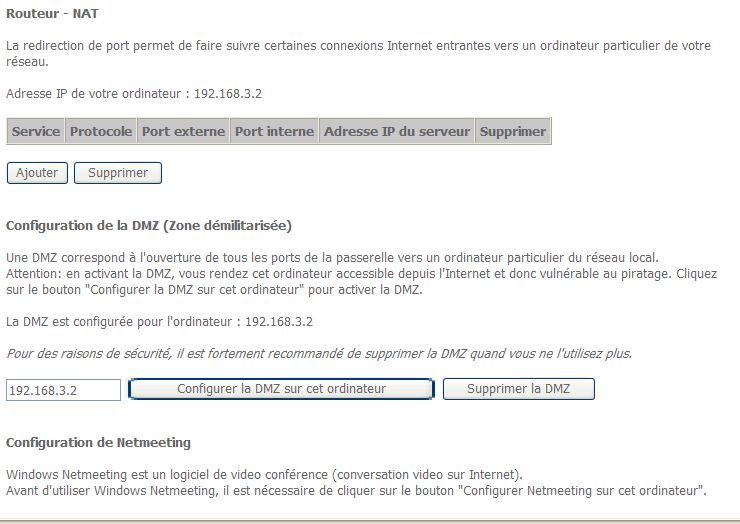 Routeur - NAT
La redirection de port permet de faire suivre certaines connexions Internet entrantes vers un ordinateur particulier de votre
réseau.
Adresse IP de votre ordinateur : 192.168.3.2
Service Protocole Port externe Port interne Adresse IP du serveur Supprimer
Ajouter Supprimer
Configuration de la DMZ (Zone démilitarisée)
Une DMZ correspond à l'ouverture de tous les ports de la passerelle vers un ordinateur particulier du réseau local.
Attention: en activant la DMZ, vous rendez cet ordinateur accessible depuis l'Internet et donc vulnérable au piratage. Cliquez
sur le bouton "Configurer la DMZ sur cet ordinateur" pour activer la DMZ.
La DMZ est configurée pour l'ordinateur : 192.168.3.2
Pour des raisons de sécurité, il est fortement recommandé de supprimer la DMZ quand vous ne l'utilisez plus.
192.168.3.2 Configurer la DMZ sur cet ordinateur Supprimer la DMZ
Configuration de Netmeeting
Windows Netmeeting est un logiciel de video conférence (conversation video sur Internet).
Avant d'utiliser Windows Netmeeting, il est nécessaire de cliquer sur le bouton "Configurer Netmeeting sur cet ordinateur".